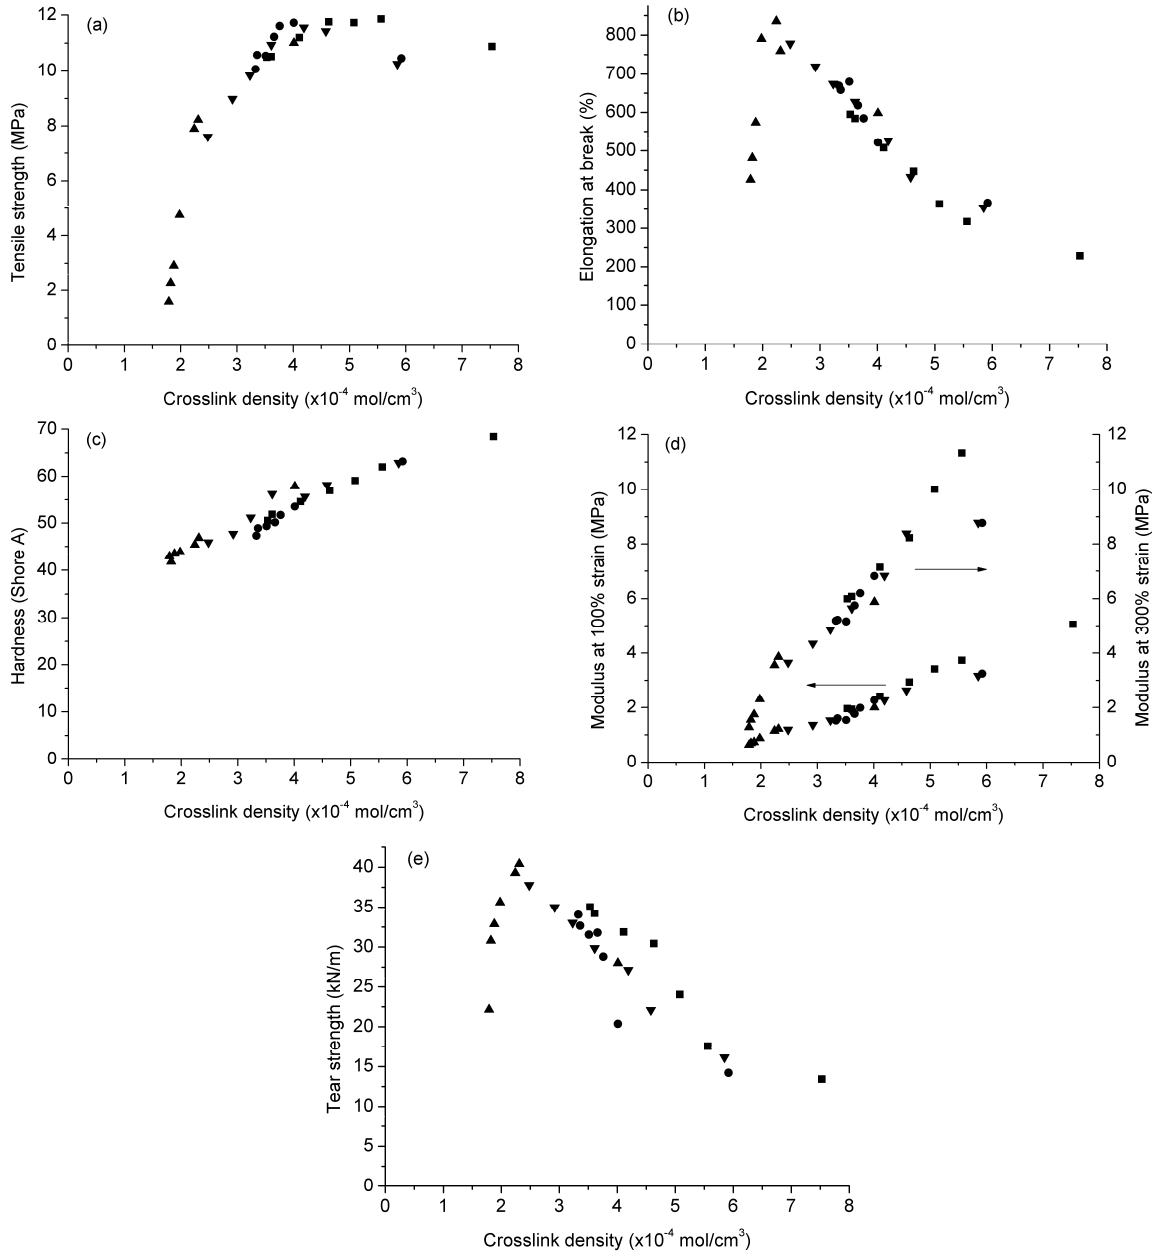 (a)
Tensile strength (MPa)
12
10
8
6
4
2
0
0 1 2 3 4 5 6 7 8
Crosslink density (x10-4 mol/cm3)
(b)
Elongation at break (%)
800
700
600
500
400
300
200
100
0
0 1 2 3 4 5 6 7 8
Crosslink density (x10-4 mol/cm3)
(c)
Hardness (Shore A)
70
60
50
40
30
20
10
0
0 1 2 3 4 5 6 7 8
Crosslink density (x10-4 mol/cm3)
(d)
Modulus at 100% strain (MPa)
12
10
8
6
4
2
0
0 1 2 3 4 5 6 7 8
Crosslink density (x10-4 mol/cm3)
12
10
8
6
4
2
0
Modulus at 300% strain (MPa)
(e)
Tear strength (kN/m)
40
35
30
25
20
15
10
5
0
0 1 2 3 4 5 6 7 8
Crosslink density (x10-4 mol/cm3)